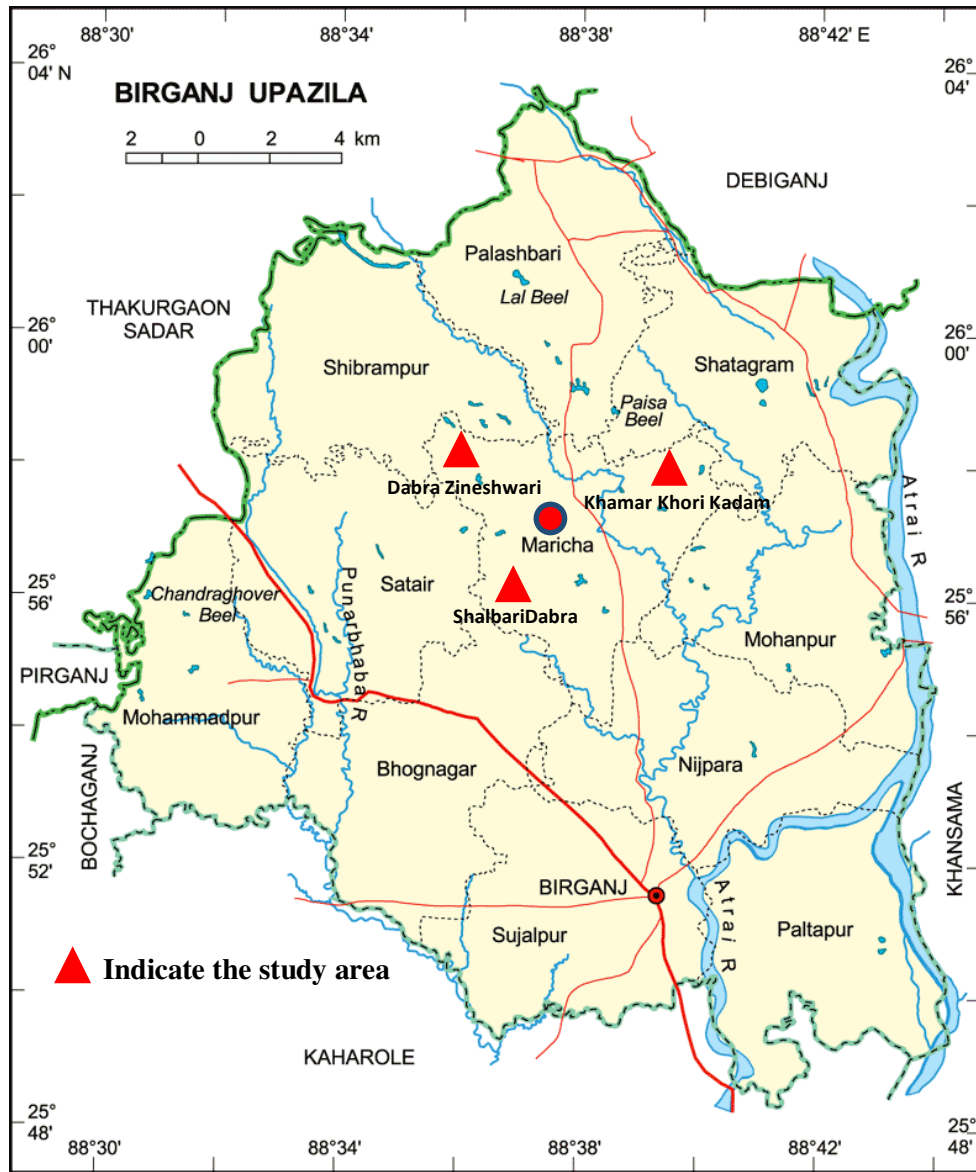 88°30' 88°34' 88°38' 88°42' E
26°
04' N
26°
04'
BIRGANJ UPAZILA
2 0 2 4 km
DEBIGANJ
Palashbari
Lal Beel
THAKURGAON
SADAR
26°
00'
26°
00'
Shibrampur
Shatagram
Paisa
Beel
Dabra Zineshwari
Khamar Khori Kadam
Atrai R
Maricha
25°
56'
25°
56'
Chandraghover
Beel
Satair
Punarbhaba R
ShalbariDabra
Mohanpur
PIRGANJ
Mohammadpur
Bhognagar
Nijpara
BOCHAGANJ
KHANSAMA
25°
52'
25°
52'
BIRGANJ
Atrai R
Sujalpur
Paltapur
Indicate the study area
KAHAROLE
25°
48'
25°
48'
88°30' 88°34' 88°38' 88°42'